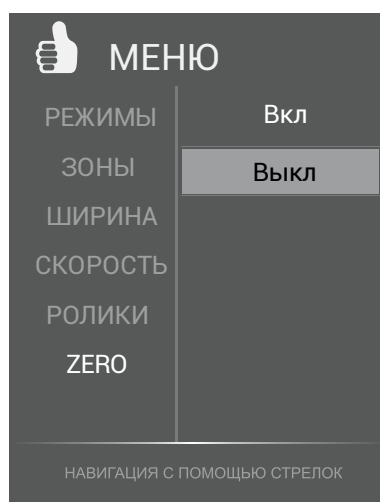 МЕНЮ
РЕЖИМЫ
ЗОНЫ
ШИРИНА
СКОРОСТЬ
РОЛИКИ
ZERO
Вкл
Выкл
НАВИГАЦИЯ С ПОМОЩЬЮ СТРЕЛОК